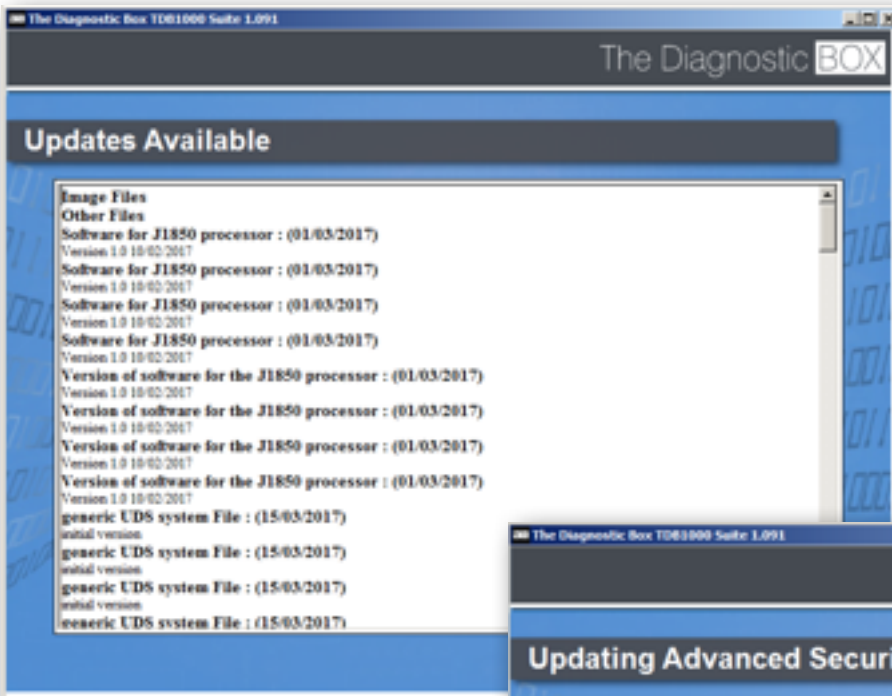 The Diagnostic Box TDB1000 Suite 1.091
The Diagnostic BOX
Updates Available
Image Files
Other Files
Software for J1850 processor : (01/03/2017)
Version 1.0 10/02/2017
Software for J1850 processor : (01/03/2017)
Version 1.0 10/02/2017
Software for J1850 processor : (01/03/2017)
Version 1.0 10/02/2017
Software for J1850 processor : (01/03/2017)
Version 1.0 10/02/2017
Version of software for the J1850 processor : (01/03/2017)
Version 1.0 10/02/2017
Version of software for the J1850 processor : (01/03/2017)
Version 1.0 10/02/2017
Version of software for the J1850 processor : (01/03/2017)
Version 1.0 10/02/2017
Version of software for the J1850 processor : (01/03/2017)
Version 1.0 10/02/2017
generic UDS system File : (15/03/2017)
initial version
generic UDS system File : (15/03/2017)
initial version
generic UDS system File : (15/03/2017)
initial version
generic UDS system File : (15/03/2017)
The Diagnostic Box TDB1000 Suite 1.091
Updating Advanced Securi